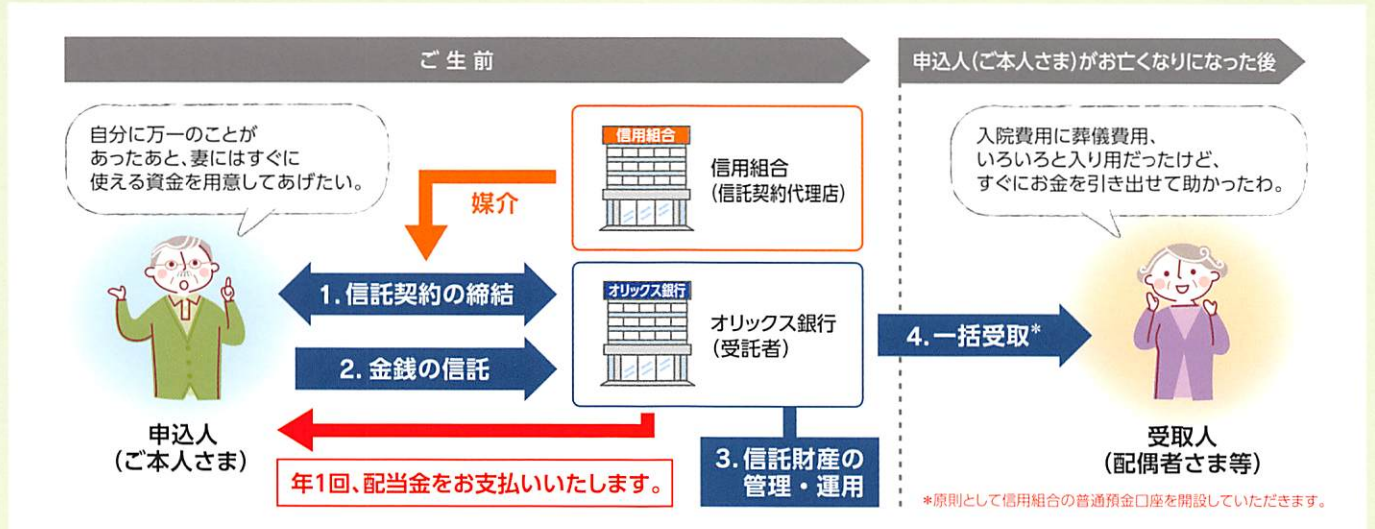 ご生前
申込人(ご本人さま)がお亡くなりになった後
自分に万一のことが
あったあと、妻にはすぐに
使える資金を用意してあげたい。
媒介
信用組合
信用組合
(信託契約代理店)
入院費用に葬儀費用、
いろいろと入り用だったけど、
すぐにお金を引き出せて助かったわ。
1.信託契約の締結
2.金銭の信託
オリックス銀行
オリックス銀行
(受託者)
4.一括受取*
申込人
(ご本人さま)
年1回、配当金をお支払いいたします。
3.信託財産の
管理・運用
受取人
(配偶者さま等)
*原則として信用組合の普通預金口座を開設していただきます。